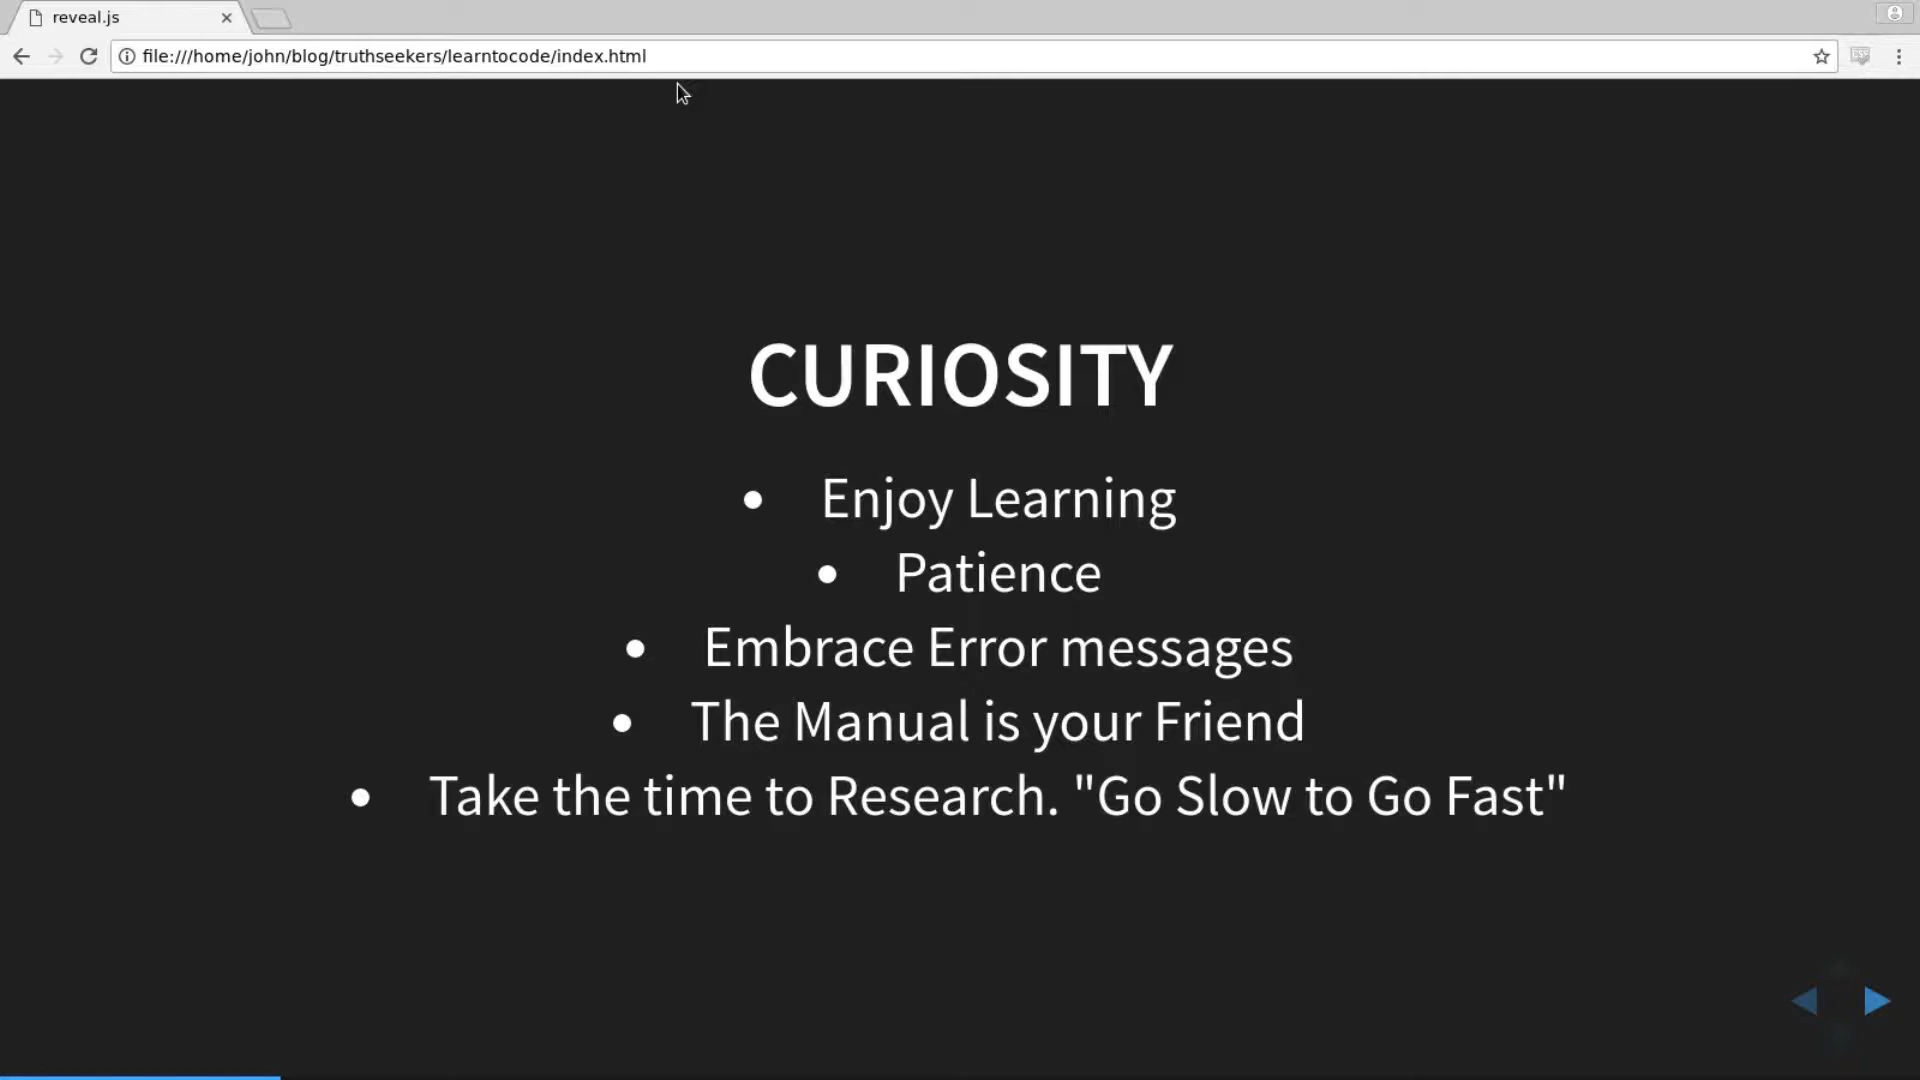 reveal.js
file:///home/john/blog/truthseekers/learntocode/index.html
CURIOSITY
• Enjoy Learning
• Patience
• Embrace Error messages
• The Manual is your Friend
• Take the time to Research. "Go Slow to Go Fast"